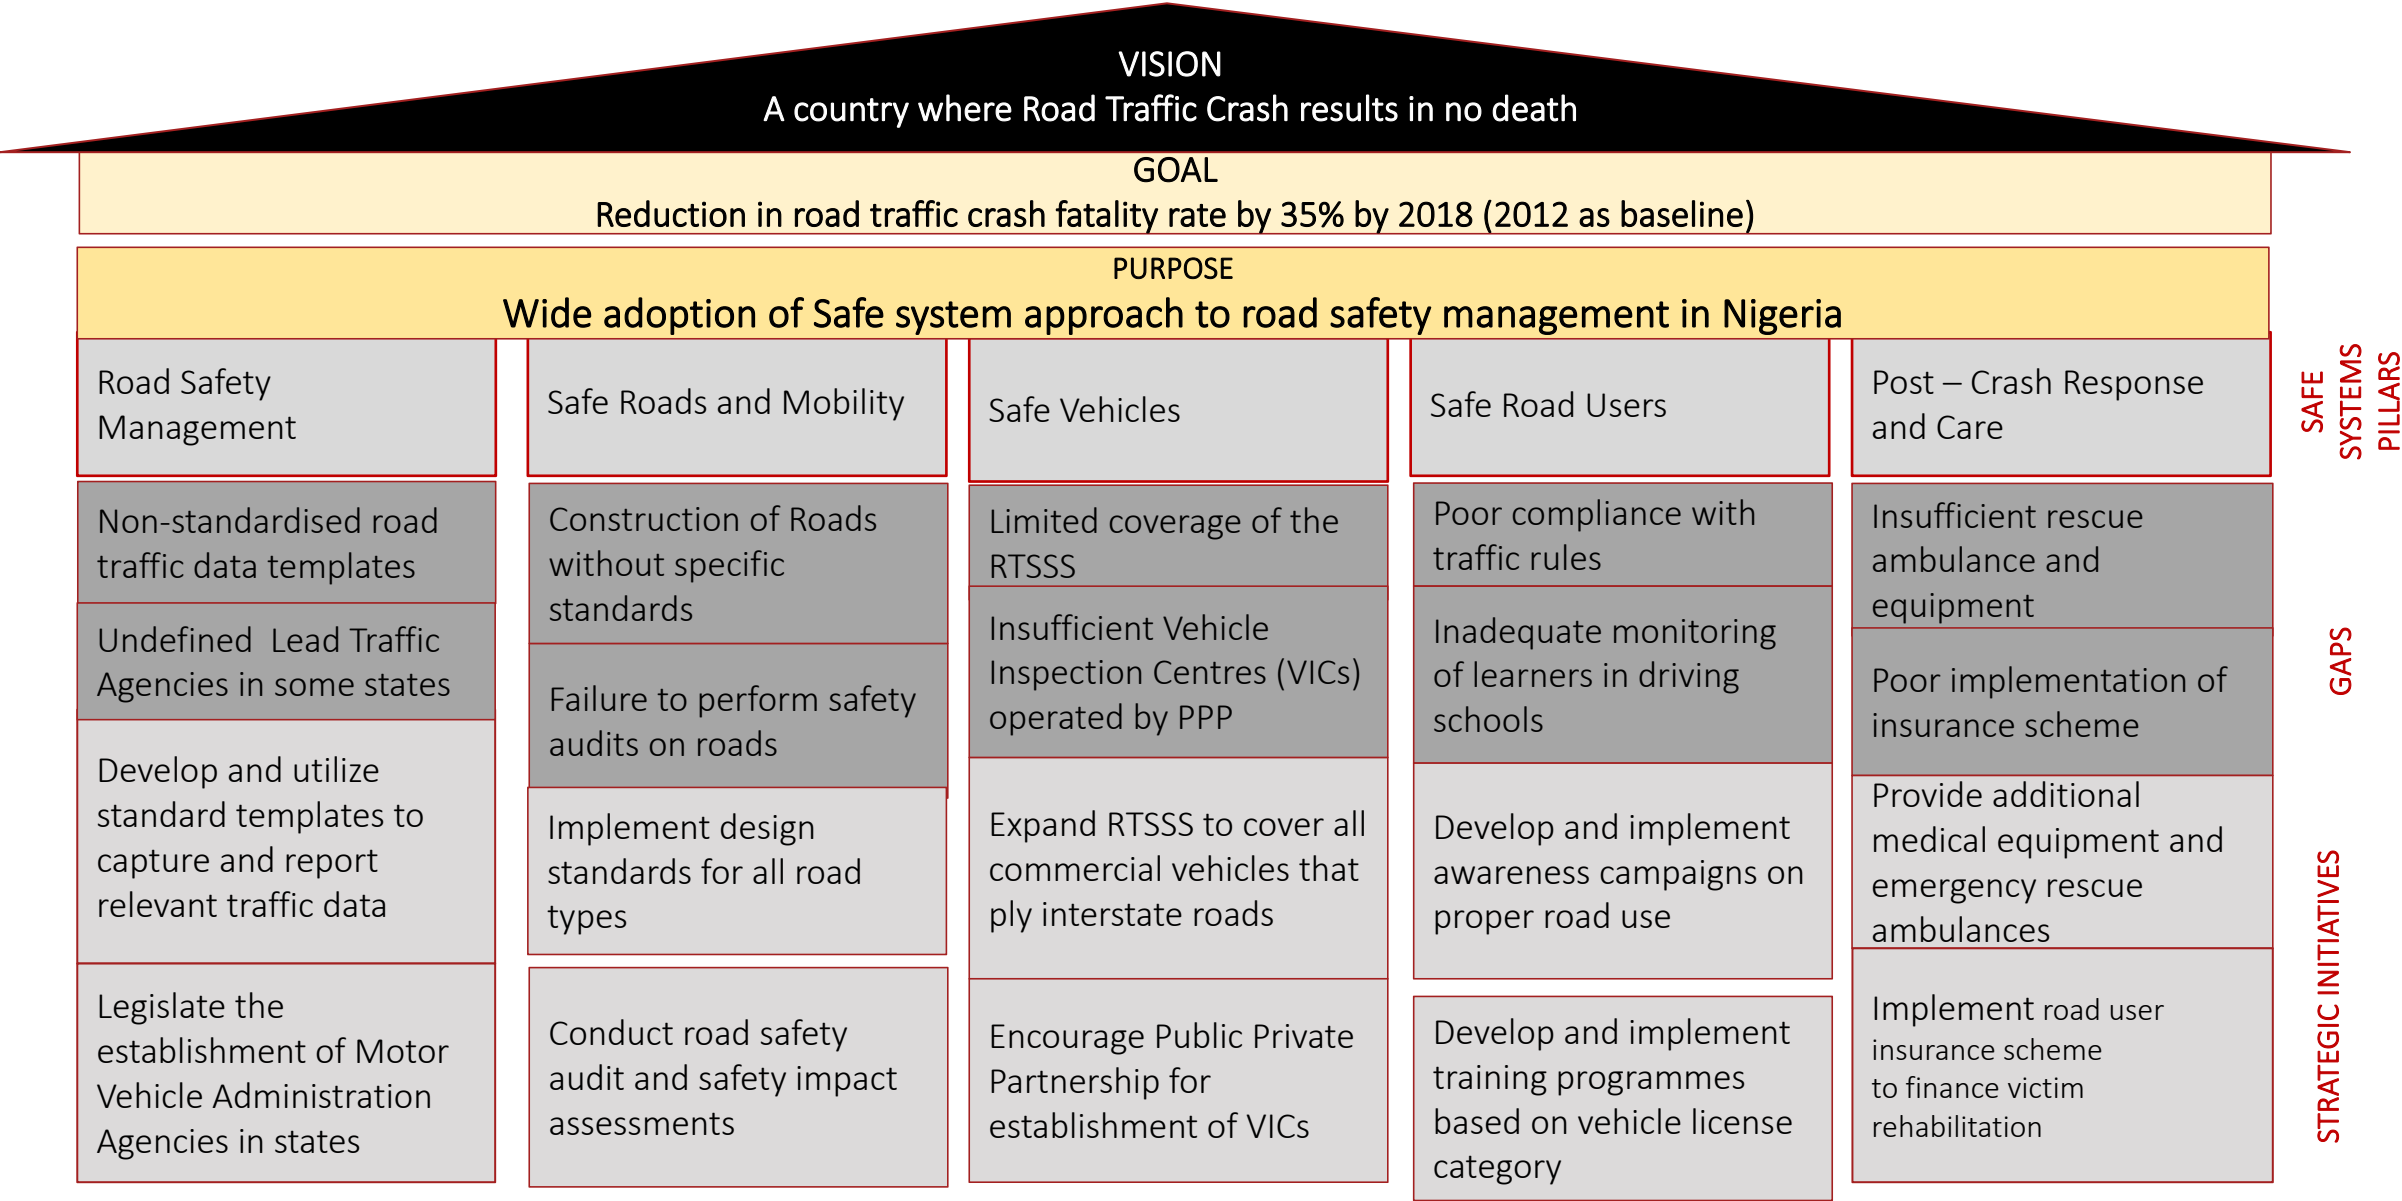 VISION
A country where Road Traffic Crash results in no death
GOAL
Reduction in road traffic crash fatality rate by 35% by 2018 (2012 as baseline)
PURPOSE
Wide adoption of Safe system approach to road safety management in Nigeria
Road Safety
Management
Safe Roads and Mobility
Safe Vehicles
Safe Road Users
Post – Crash Response
and Care
SAFE
SYSTEMS
PILLARS
Non-standardised road
traffic data templates
Undefined  Lead Traffic
Agencies in some states
Construction of Roads
without specific
standards
Failure to perform safety
audits on roads
Limited coverage of the
RTSSS
Insufficient Vehicle
Inspection Centres (VICs)
operated by PPP
Poor compliance with
traffic rules
Inadequate monitoring
of learners in driving
schools
Insufficient rescue
ambulance and
equipment
Poor implementation of
insurance scheme
GAPS
Develop and utilize
standard templates to
capture and report
relevant traffic data
Legislate the
establishment of Motor
Vehicle Administration
Agencies in states
Implement design
standards for all road
types
Conduct road safety
audit and safety impact
assessments
Expand RTSSS to cover all
commercial vehicles that
ply interstate roads
Encourage Public Private
Partnership for
establishment of VICs
Develop and implement
awareness campaigns on
proper road use
Develop and implement
training programmes
based on vehicle license
category
Provide additional
medical equipment and
emergency rescue
ambulances
Implement road user
insurance scheme
to finance victim
rehabilitation
STRATEGIC INITIATIVES